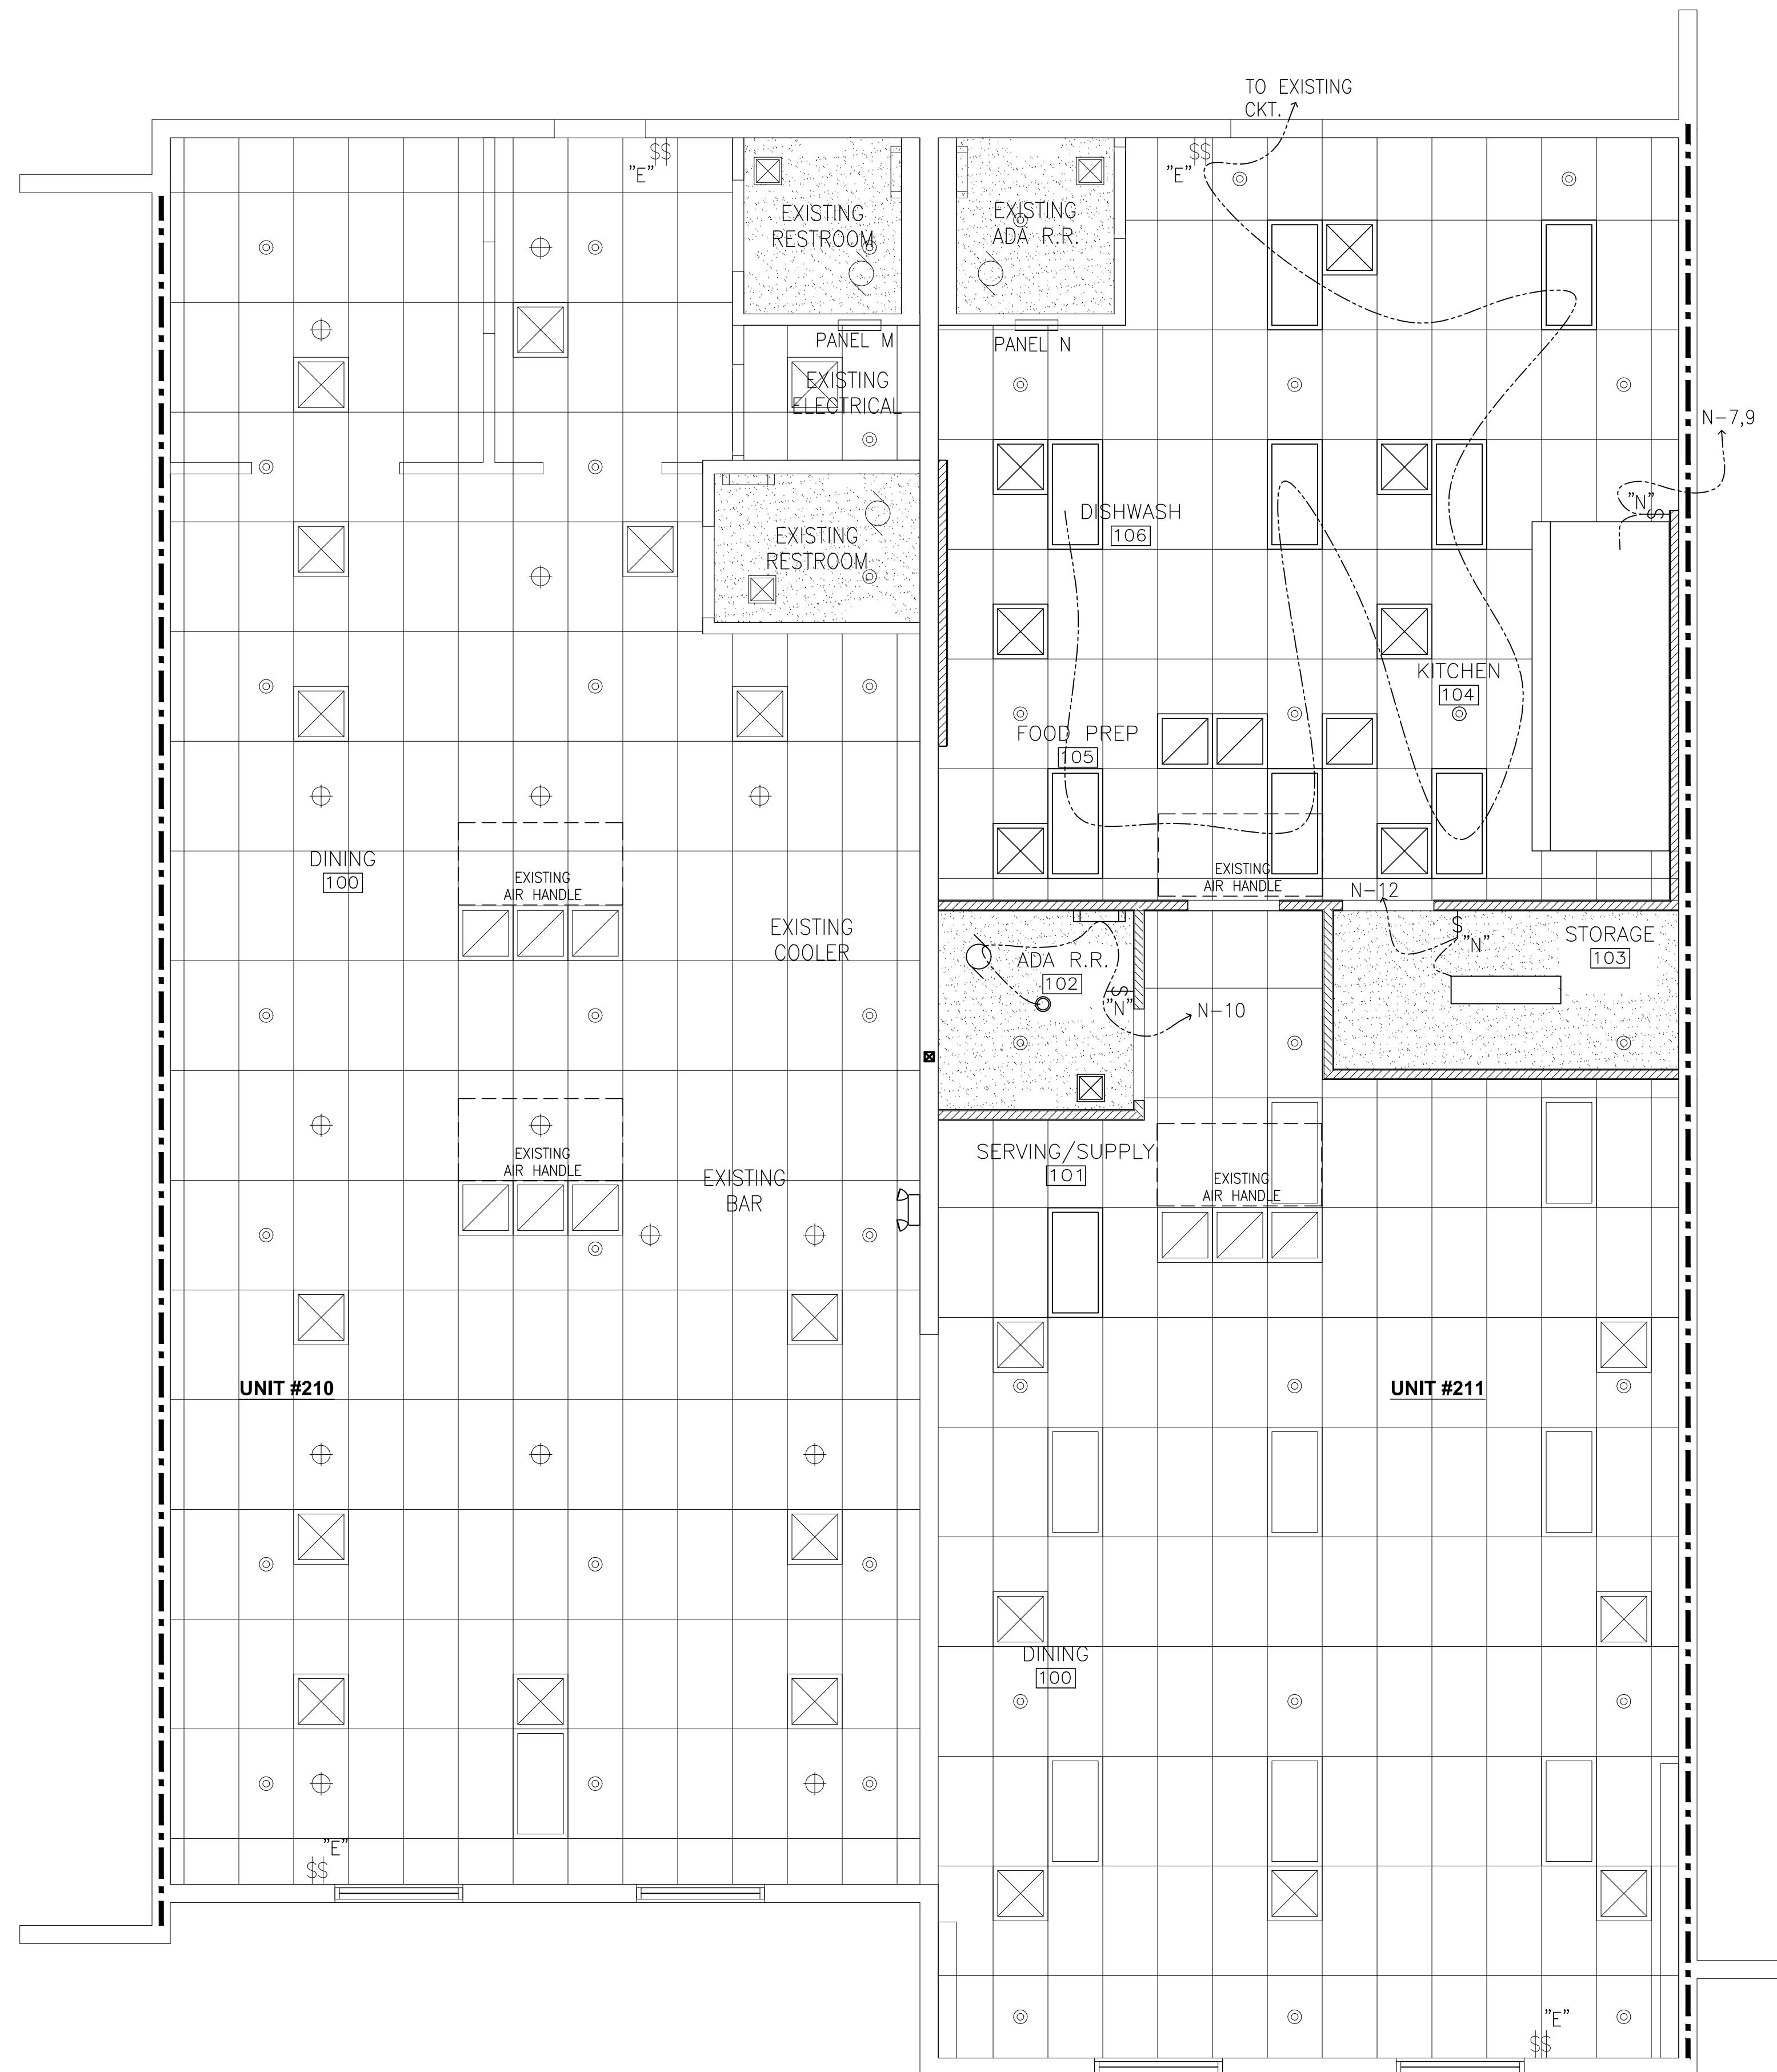 TO EXISTING
CKT.
$$
"E"
$$
"E"
EXISTING
RESTROOM
EXISTING
ADA R.R.
PANEL M
PANEL N
EXISTING
ELECTRICAL
N-7,9
"N"
$
DISHWASH
106
EXISTING
RESTROOM
KITCHEN
104
FOOD PREP
105
DINING
100
EXISTING
AIR HANDLE
EXISTING
AIR HANDLE
N-12
EXISTING
COOLER
$
"N"
STORAGE
103
ADA R.R.
102
$
"N"
N-10
EXISTING
AIR HANDLE
EXISTING
BAR
SERVING/SUPPLY
101
EXISTING
AIR HANDLE
UNIT #210
UNIT #211
DINING
100
"E"
$$
"E"
$$